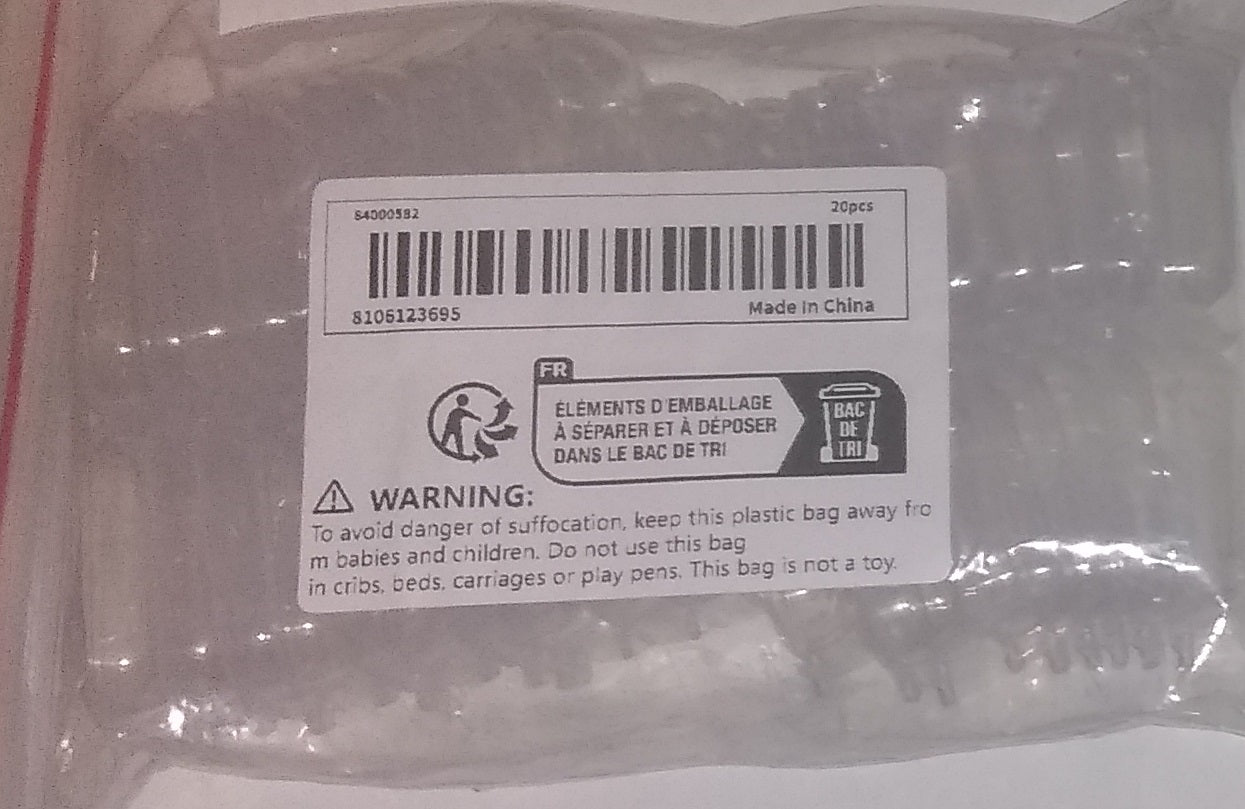 84000582
20pcs
8106123695
Made in China
FR
ÉLÉMENTS D'EMBALLAGE
À SÉPARER ET À DÉPOSER
DANS LE BAC DE TRI
BAC
DE
TRI
WARNING:
To avoid danger of suffocation, keep this plastic bag away fro
m babies and children. Do not use this bag
in cribs, beds, carriages or play pens. This bag is not a toy.